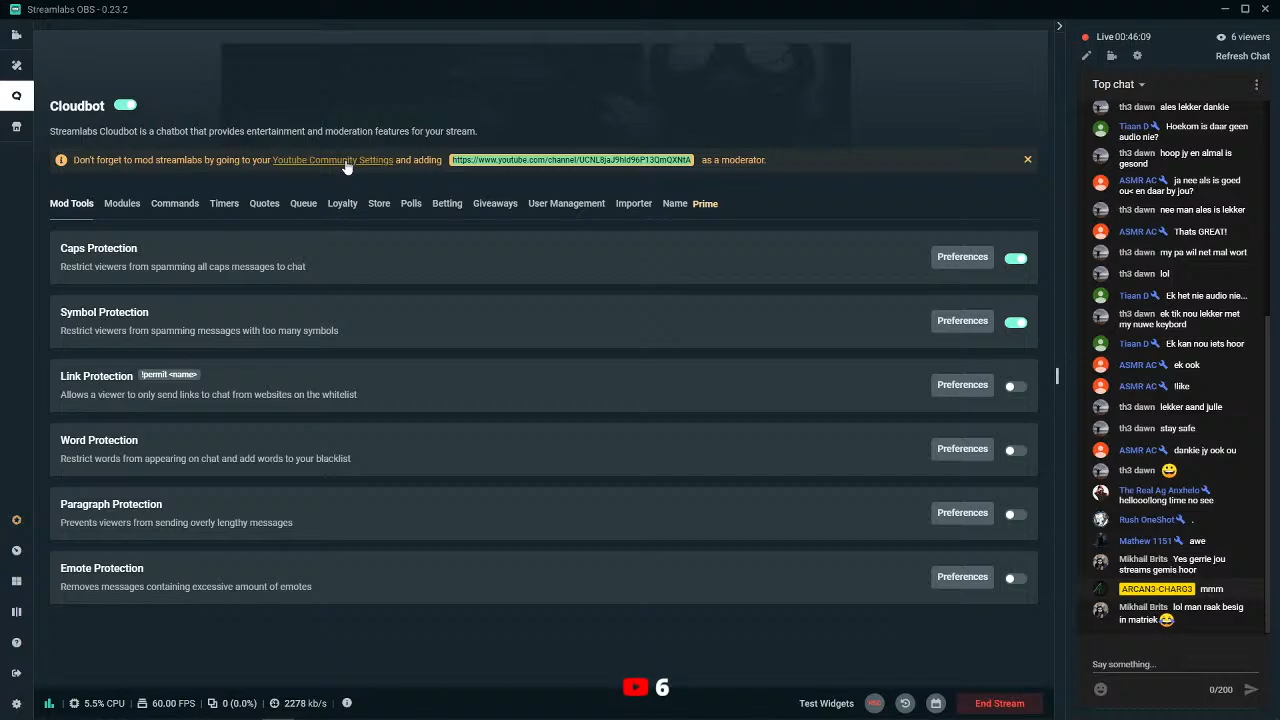 Streamlabs OBS - 0.23.2
Cloudbot
Streamlabs Cloudbot is a chatbot that provides entertainment and moderation features for your stream.
Don't forget to mod streamlabs by going to your Youtube Community Settings and adding https://www.youtube.com/channel/UCNL8jaJ9hId96P13QmQXNtA as a moderator.
Mod Tools Modules Commands Timers Quotes Queue Loyalty Store Polls Betting Giveaways User Management Importer Name Prime
Caps Protection
Restrict viewers from spamming all caps messages to chat
Preferences
Symbol Protection
Restrict viewers from spamming messages with too many symbols
Preferences
Link Protection !permit <name>
Allows a viewer to only send links to chat from websites on the whitelist
Preferences
Word Protection
Restrict words from appearing on chat and add words to your blacklist
Preferences
Paragraph Protection
Prevents viewers from sending overly lengthy messages
Preferences
Emote Protection
Removes messages containing excessive amount of emotes
Preferences
6
5.5% CPU 60.00 FPS 0 (0.0%) 2278 kb/s
Test Widgets REC End Stream
Live 00:46:09 6 viewers
Refresh Chat
Top chat
th3 dawn ales lekker dankie
Tiaan D Hoekom is daar geen
audio nie?
th3 dawn hoop jy en almal is
gesond
ASMR AC ja nee als is goed
ou< en daar by jou?
th3 dawn nee man ales is lekker
ASMR AC Thats GREAT!
th3 dawn my pa wil net mal wort
th3 dawn lol
Tiaan D Ek het nie audio nie...
th3 dawn ek tik nou lekker met
my nuwe keybord
Tiaan D Ek kan nou iets hoor
ASMR AC ek ook
ASMR AC !like
th3 dawn lekker aand julle
th3 dawn stay safe
ASMR AC dankie jy ook ou
th3 dawn 😀
The Real Ag Anxhelo
hellooo!long time no see
Rush OneShot .
Mathew 1151 awe
Mikhail Brits Yes gerrie jou
streams gemis hoor
ARCAN3-CHARG3 mmm
Mikhail Brits lol man raak besig
in matriek 😂
Say something...
0/200